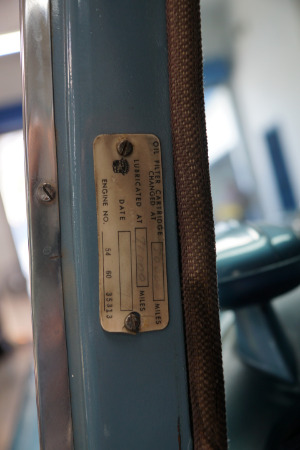 OIL FILTER CARTRIDGE
CHANGED AT MILES
LUBRICATED AT MILES
DATE
ENGINE NO. 54 60 35313